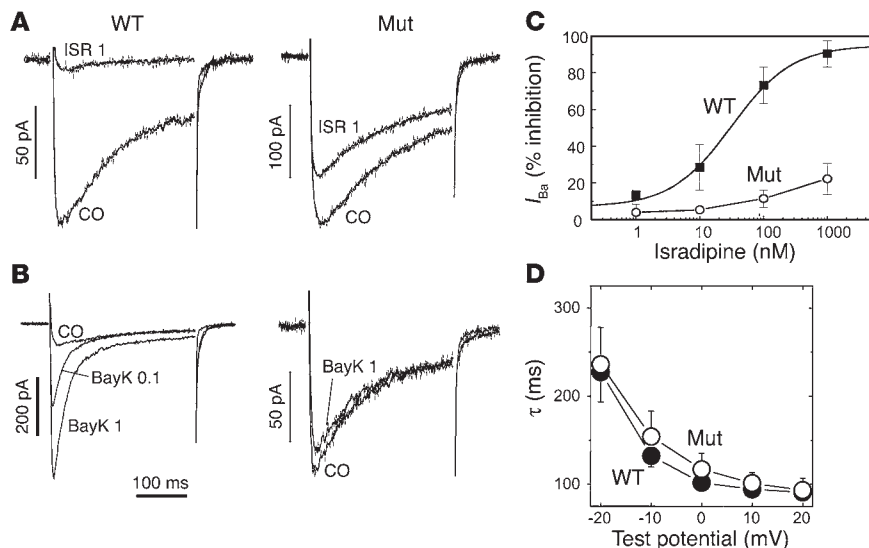 A
WT
Mut
ISR 1
50 pA
CO
100 pA
ISR 1
CO
B
CO
BayK 0.1
BayK 1
200 pA
100 ms
BayK 1
50 pA
CO
C
100
80
60
40
20
0
I Ba (% inhibition)
WT
Mut
1 10 100 1000
Isradipine (nM)
D
300
200
100
τ (ms)
Mut
WT
-20 -10 0 10 20
Test potential (mV)